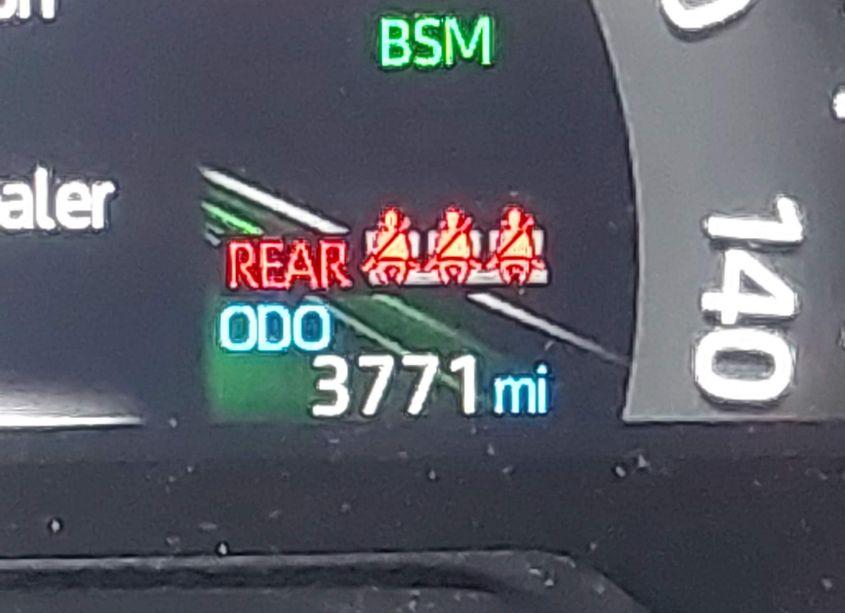 BSM
aler
REAR
ODO
3771 mi
140